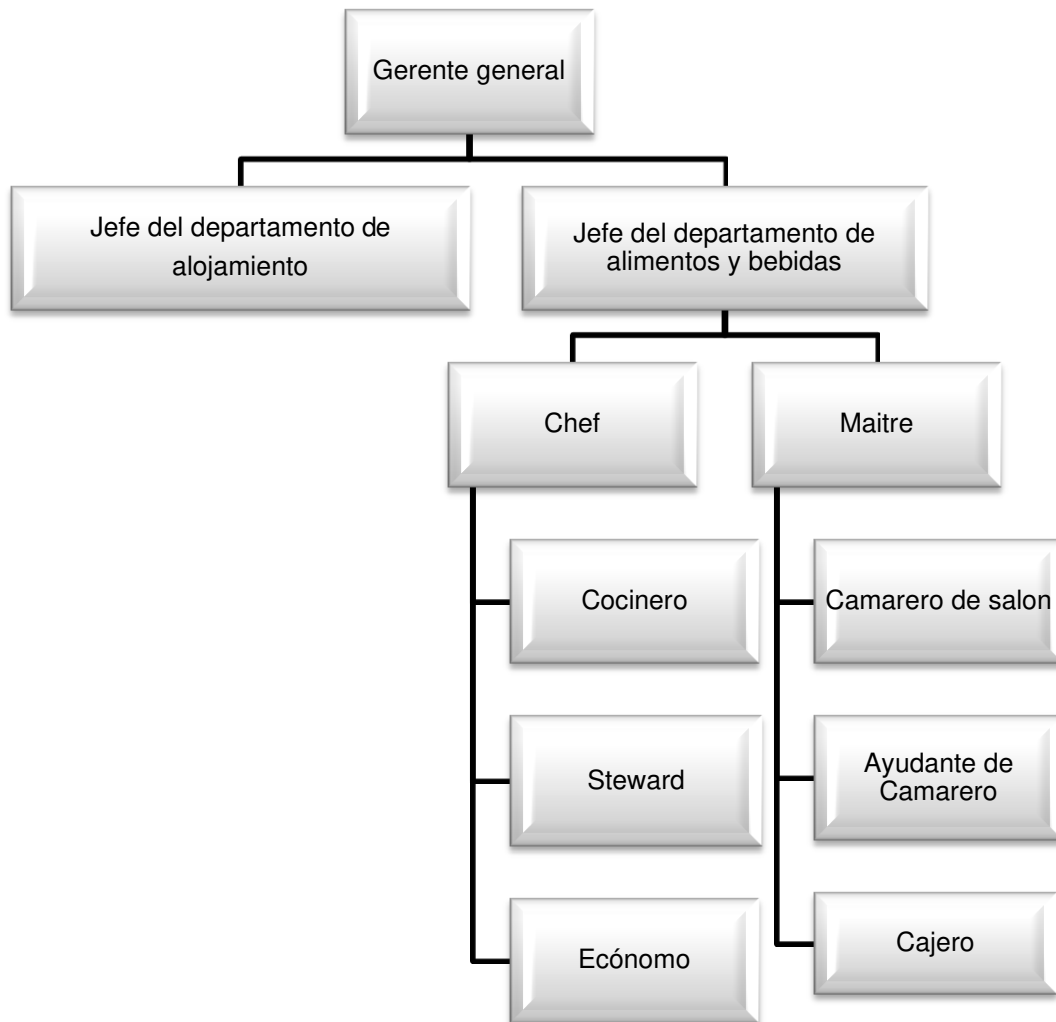 Gerente general
Jefe del departamento de
alojamiento
Jefe del departamento de
alimentos y bebidas
Chef
Maitre
Cocinero
Camarero de salon
Steward
Ayudante de
Camarero
Ecónomo
Cajero